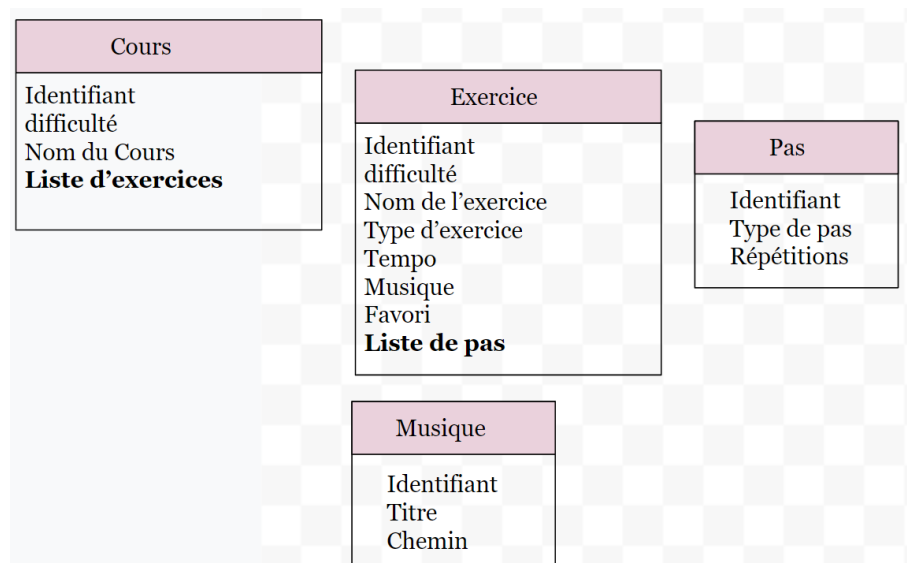 Cours
Identifiant
difficulté
Nom du Cours
Liste d’exercices
Exercice
Identifiant
difficulté
Nom de l’exercice
Type d’exercice
Tempo
Musique
Favori
Liste de pas
Pas
Identifiant
Type de pas
Répétitions
Musique
Identifiant
Titre
Chemin